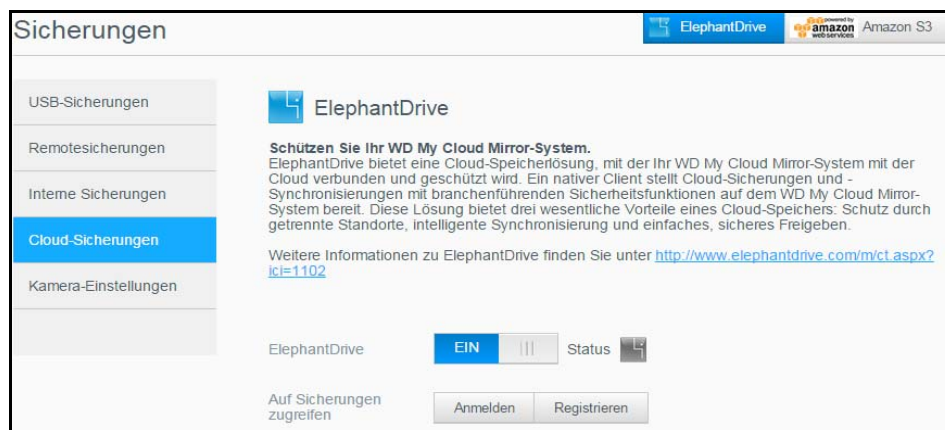 Sicherungen
ElephantDrive
powered by
amazon
web services
Amazon S3
USB-Sicherungen
Remotesicherungen
Interne Sicherungen
Cloud-Sicherungen
Kamera-Einstellungen
ElephantDrive
Schützen Sie Ihr WD My Cloud Mirror-System.
ElephantDrive bietet eine Cloud-Speicherlösung, mit der Ihr WD My Cloud Mirror-System mit der
Cloud verbunden und geschützt wird. Ein nativer Client stellt Cloud-Sicherungen und -
Synchronisierungen mit branchenführenden Sicherheitsfunktionen auf dem WD My Cloud Mirror-
System bereit. Diese Lösung bietet drei wesentliche Vorteile eines Cloud-Speichers: Schutz durch
getrennte Standorte, intelligente Synchronisierung und einfaches, sicheres Freigeben.
Weitere Informationen zu ElephantDrive finden Sie unter http://www.elephantdrive.com/m/ct.aspx?
ici=1102
ElephantDrive
EIN
Status
Auf Sicherungen
zugreifen
Anmelden
Registrieren